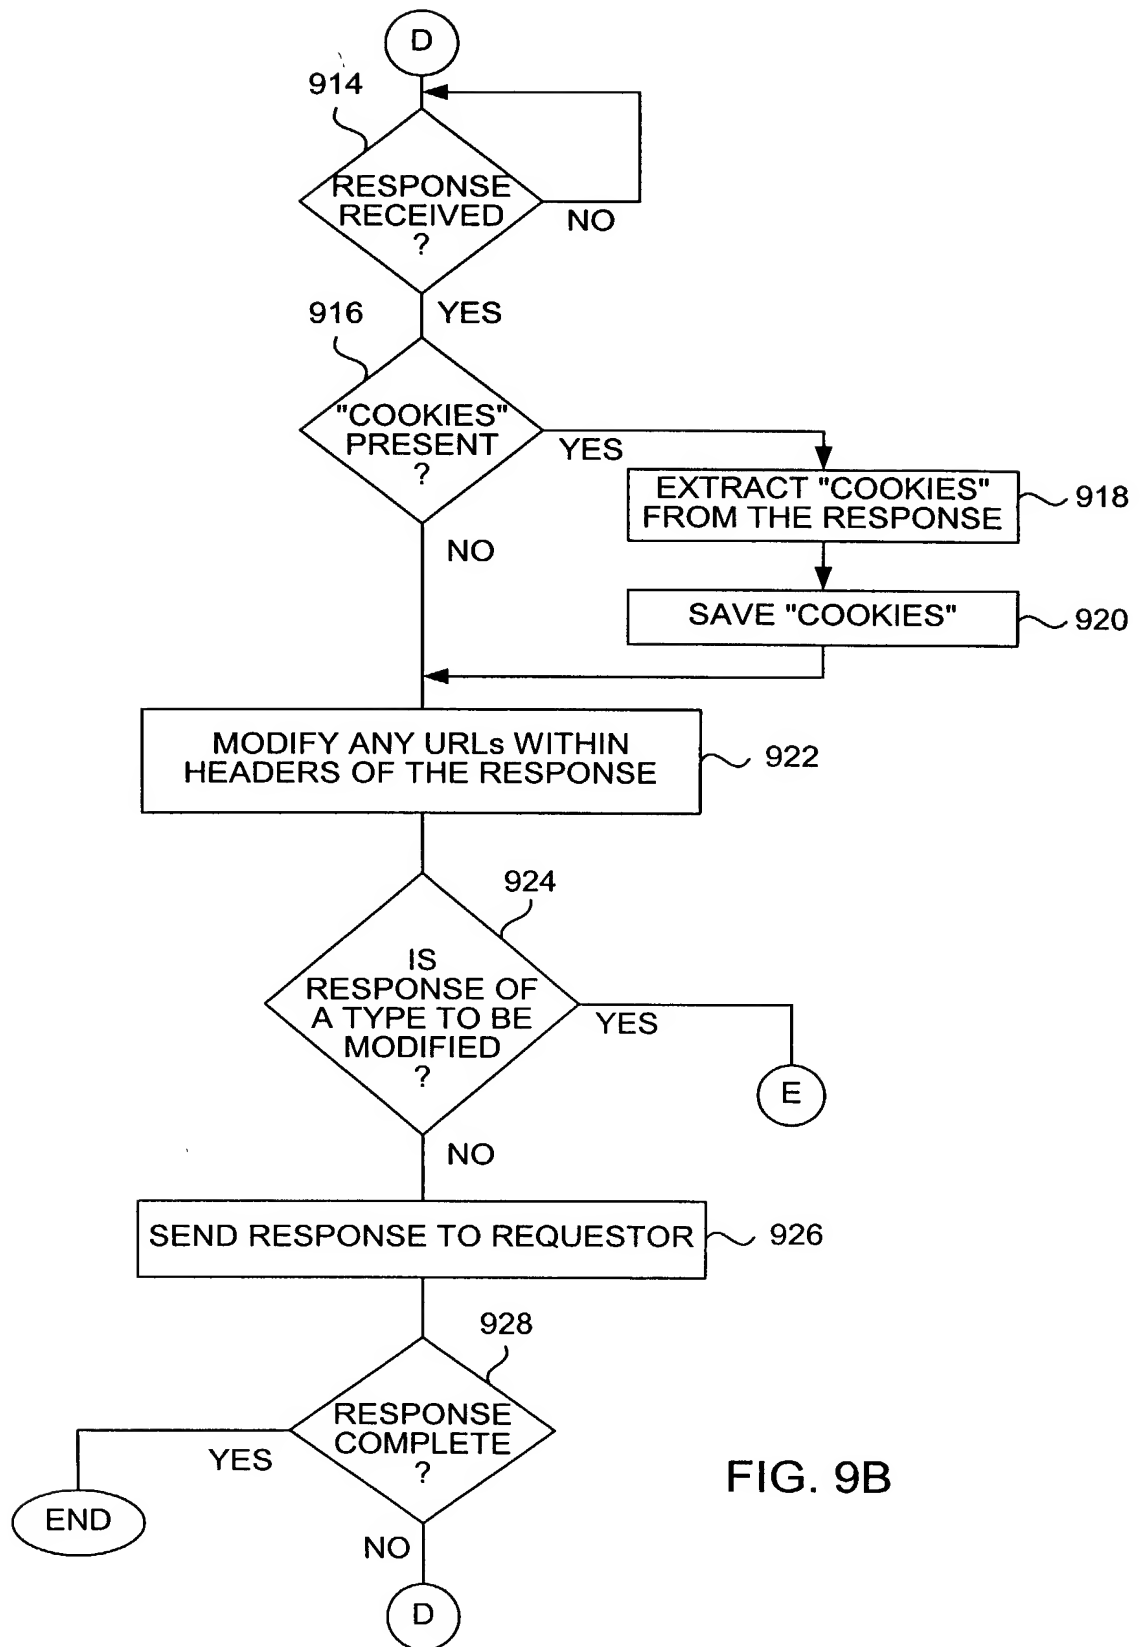 D
914
RESPONSE
RECEIVED
?
NO
YES
916
"COOKIES"
PRESENT
?
YES
EXTRACT "COOKIES"
FROM THE RESPONSE
918
NO
SAVE "COOKIES"
920
MODIFY ANY URLs WITHIN
HEADERS OF THE RESPONSE
922
924
IS
RESPONSE OF
A TYPE TO BE
MODIFIED
?
YES
E
NO
SEND RESPONSE TO REQUESTOR
926
928
RESPONSE
COMPLETE
?
YES
END
NO
D
FIG. 9B